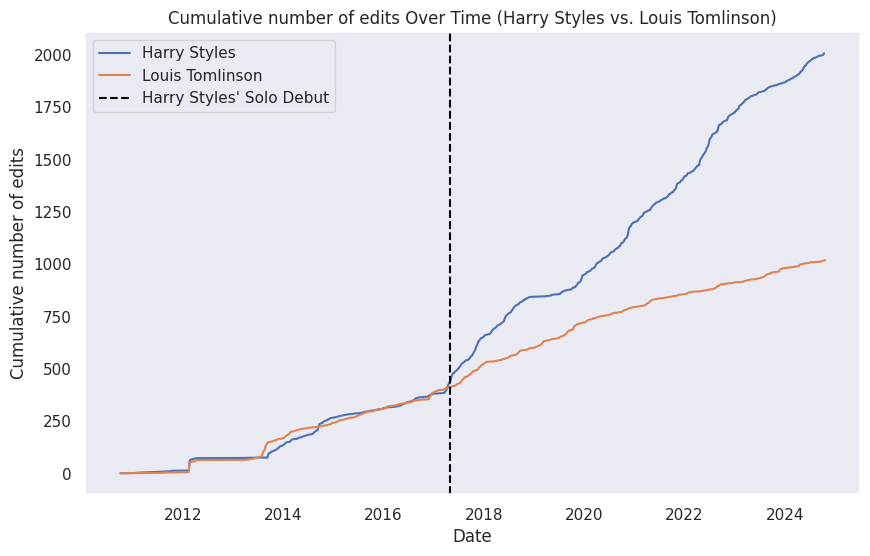 Cumulative number of edits Over Time (Harry Styles vs. Louis Tomlinson)
Harry Styles
Louis Tomlinson
Harry Styles' Solo Debut
Cumulative number of edits
2000
1750
1500
1250
1000
750
500
250
0
2012
2014
2016
2018
2020
2022
2024
Date